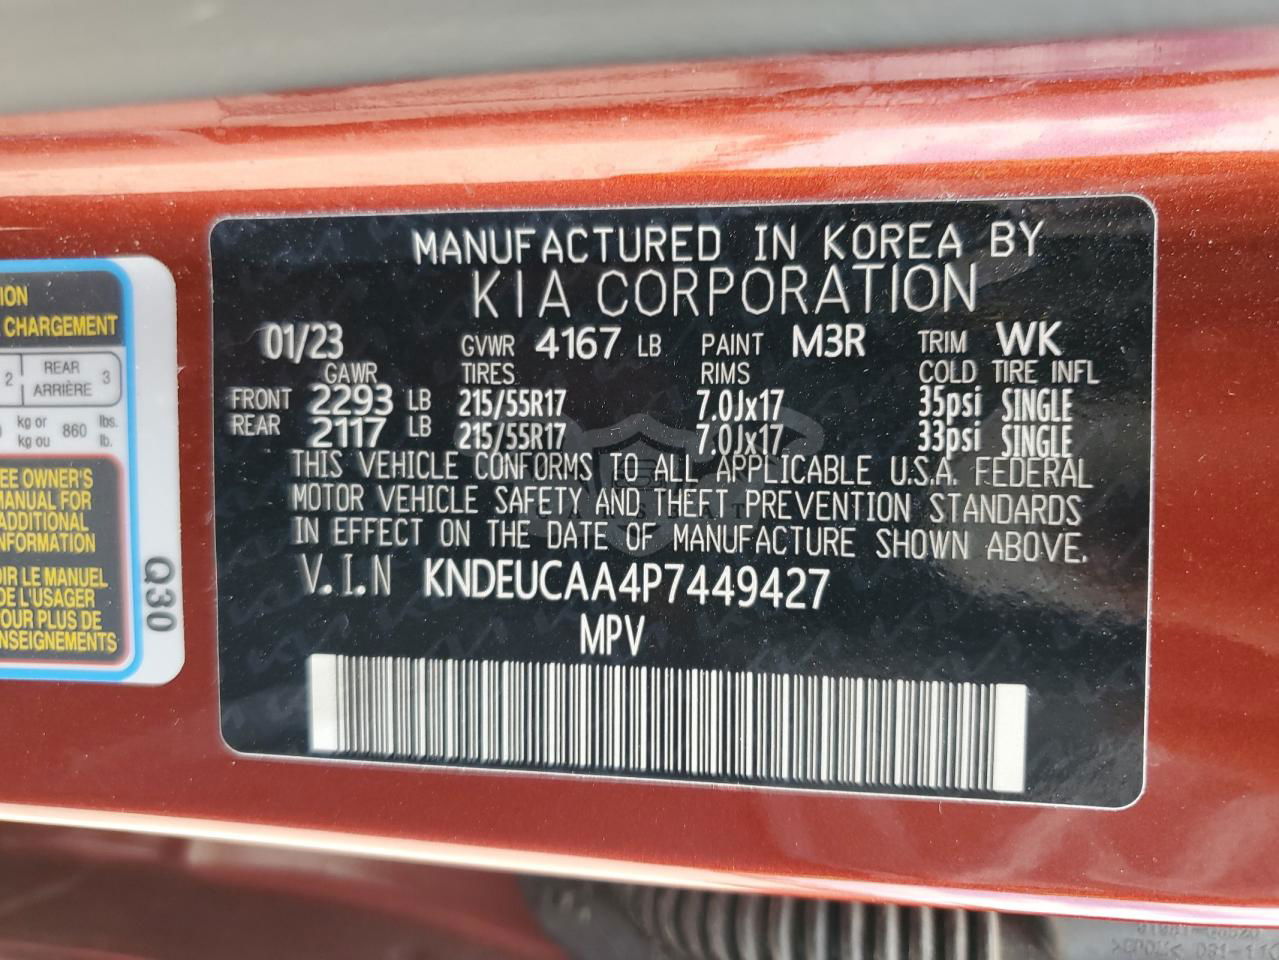 MANUFACTURED IN KOREA BY
KIA CORPORATION
01/23 GVWR 4167 LB PAINT M3R TRIM WK
GAWR TIRES RIMS COLD TIRE INFL
FRONT 2293 LB 215/55R17 7.0Jx17 35psi SINGLE
REAR 2117 LB 215/55R17 7.0Jx17 33psi SINGLE
THIS VEHICLE CONFORMS TO ALL APPLICABLE U.S.A. FEDERAL
MOTOR VEHICLE SAFETY AND THEFT PREVENTION STANDARDS
IN EFFECT ON THE DATE OF MANUFACTURE SHOWN ABOVE.
V.I.N KNDEUCAA4P7449427
MPV
ION
CHARGEMENT
2 REAR ARRIÈRE 3
kg or kg ou 860 lbs. lb.
EE OWNER'S
MANUAL FOR
ADDITIONAL
NFORMATION
OIR LE MANUEL
DE L'USAGER
POUR PLUS DE
ENSEIGNEMENTS
Q30